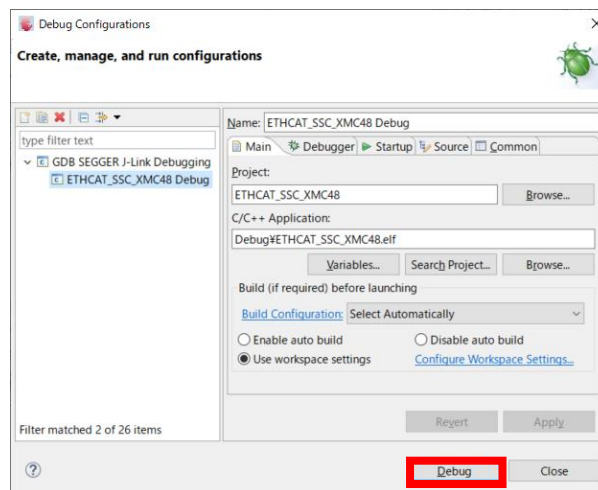 Debug Configurations
Create, manage, and run configurations
type filter text
GDB SEGGER J-Link Debugging
ETHCAT_SSC_XMC48 Debug
Filter matched 2 of 26 items
Name: ETHCAT_SSC_XMC48 Debug
Main Debugger Startup Source Common
Project:
ETHCAT_SSC_XMC48 Browse...
C/C++ Application:
Debug¥ETHCAT_SSC_XMC48.elf
Variables... Search Project... Browse...
Build (if required) before launching
Build Configuration: Select Automatically
Enable auto build Disable auto build
Use workspace settings Configure Workspace Settings...
Revert Apply
Debug Close